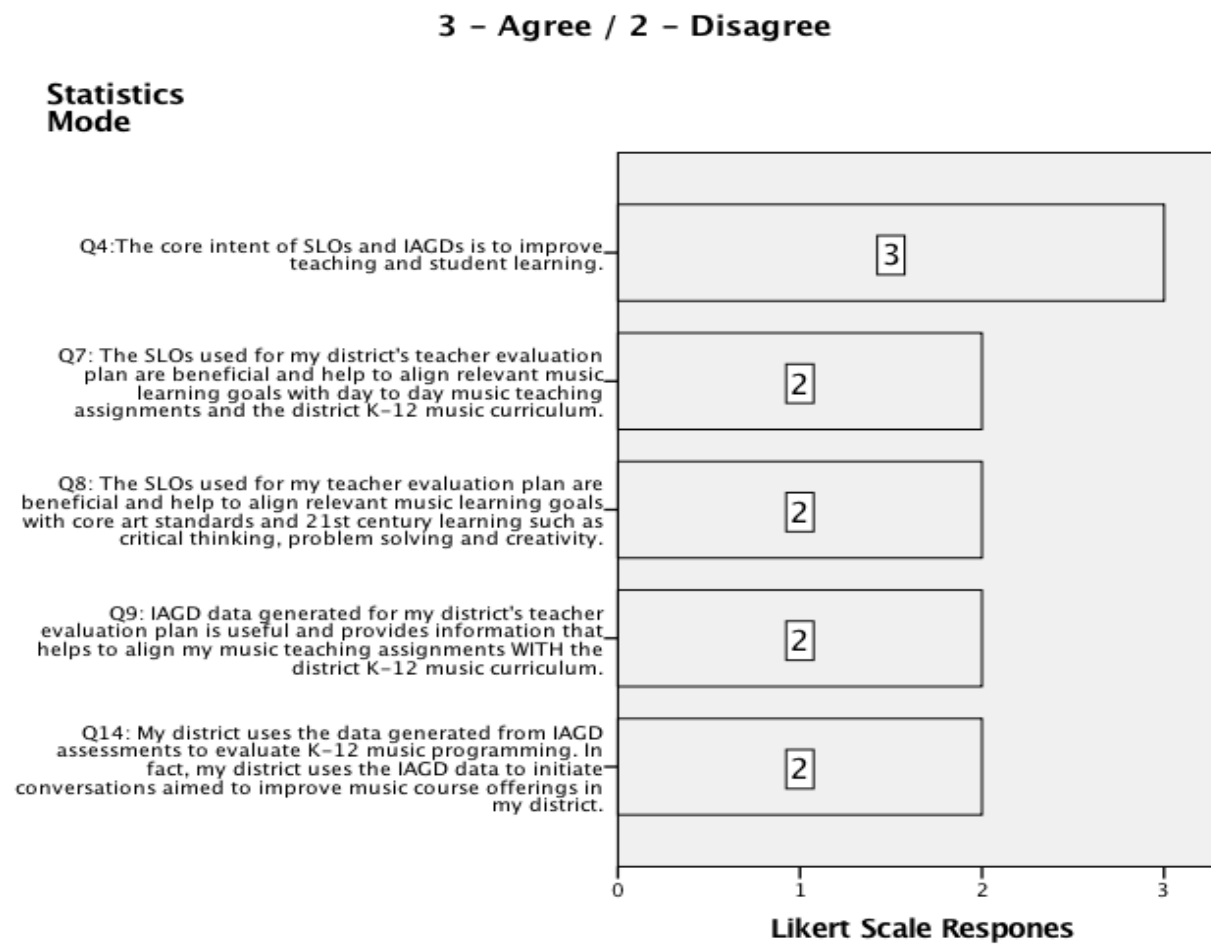 3 – Agree / 2 – Disagree
Statistics
Mode
Q4:The core intent of SLOs and IAGDs is to improve
teaching and student learning.
3
Q7: The SLOs used for my district's teacher evaluation
plan are beneficial and help to align relevant music
learning goals with day to day music teaching
assignments and the district K–12 music curriculum.
2
Q8: The SLOs used for my teacher evaluation plan are
beneficial and help to align relevant music learning goals
with core art standards and 21st century learning such as
critical thinking, problem solving and creativity.
2
Q9: IAGD data generated for my district's teacher
evaluation plan is useful and provides information that
helps to align my music teaching assignments WITH the
district K–12 music curriculum.
2
Q14: My district uses the data generated from IAGD
assessments to evaluate K–12 music programming. In
fact, my district uses the IAGD data to initiate
conversations aimed to improve music course offerings in
my district.
2
0 1 2 3
Likert Scale Respones